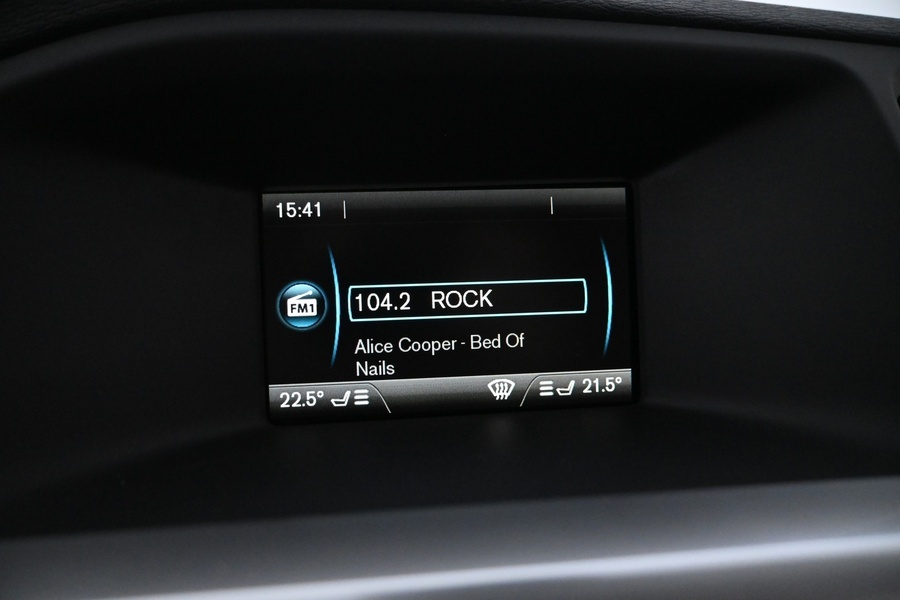 15:41
FM1
104.2 ROCK
Alice Cooper - Bed Of
Nails
22.5° 21.5°